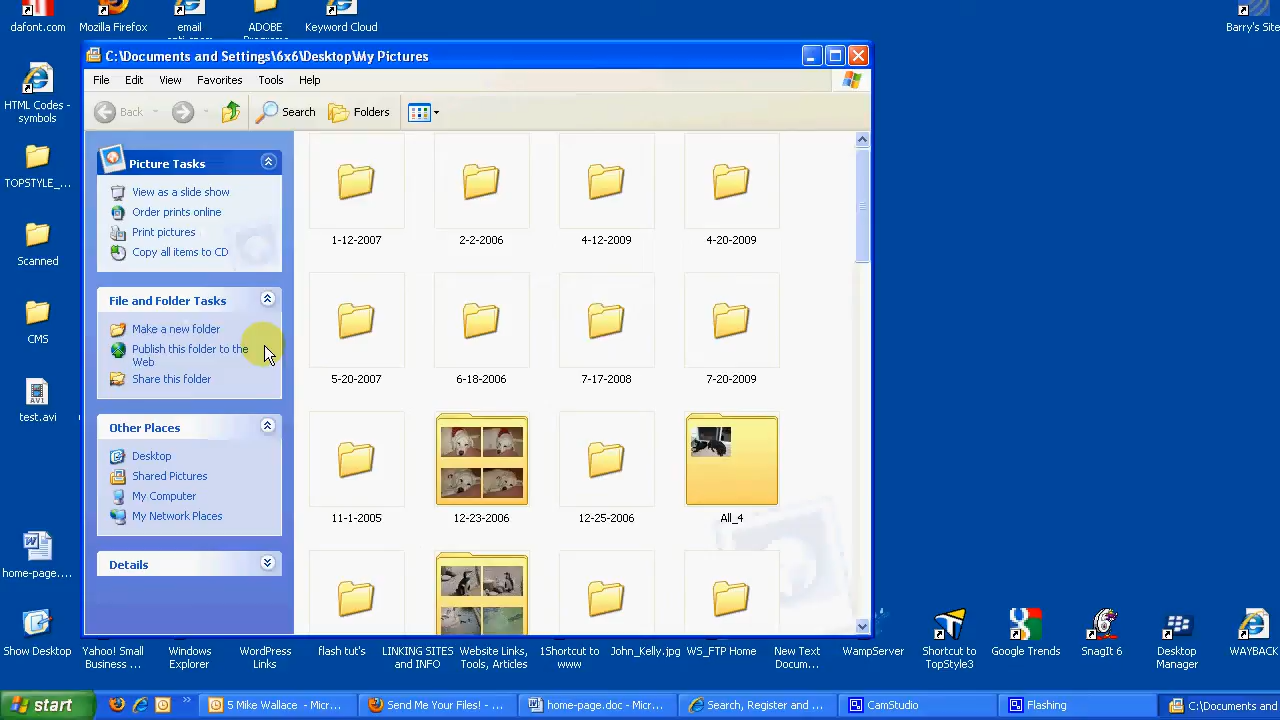 dafont.com
Mozilla Firefox
email
ADOBE
Keyword Cloud
Barry's Site
C:\Documents and Settings\6x6\Desktop\My Pictures
File Edit View Favorites Tools Help
Back
Search
Folders
HTML Codes -
symbols
TOPSTYLE_...
Scanned
CMS
test.avi
home-page....
Show Desktop
Picture Tasks
View as a slide show
Order prints online
Print pictures
Copy all items to CD
File and Folder Tasks
Make a new folder
Publish this folder to the
Web
Share this folder
Other Places
Desktop
Shared Pictures
My Computer
My Network Places
Details
1-12-2007
2-2-2006
4-12-2009
4-20-2009
5-20-2007
6-18-2006
7-17-2008
7-20-2009
11-1-2005
12-23-2006
12-25-2006
All_4
Yahoo! Small
Business ...
Windows
Explorer
WordPress
Links
flash tut's
LINKING SITES
and INFO
Website Links,
Tools, Articles
1Shortcut to
www
John_Kelly.jpg
WS_FTP Home
New Text
Docum...
WampServer
Shortcut to
TopStyle3
Google Trends
SnagIt 6
Desktop
Manager
WAYBACK
start
5 Mike Wallace - Mic...
Send Me Your Files! - ...
home-page.doc - Micr...
Search, Register and ...
CamStudio
Flashing
C:\Documents and